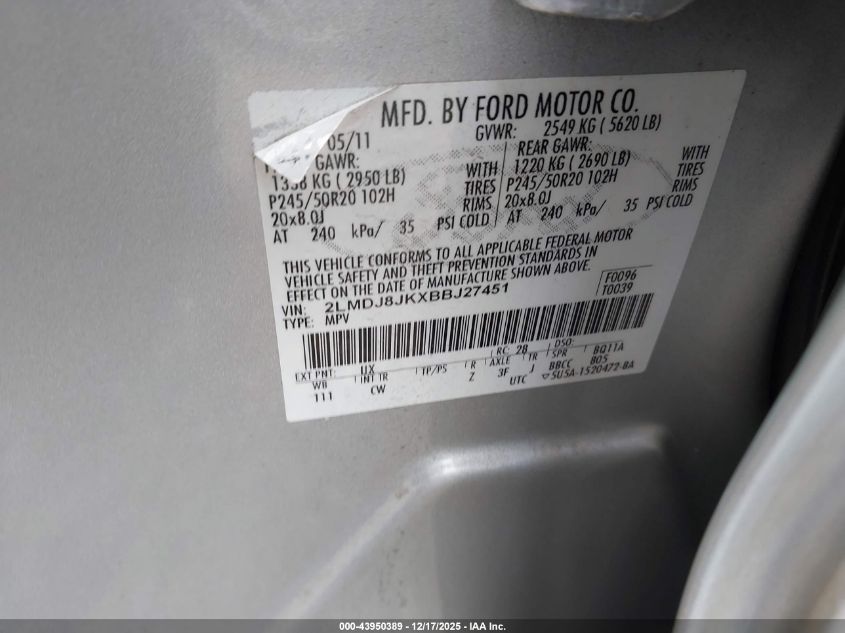 MFD. BY FORD MOTOR CO.
05/11 GVWR: 2549 KG ( 5620 LB)
GAWR: REAR GAWR:
1338 KG ( 2950 LB) WITH 1220 KG ( 2690 LB) WITH
P245/50R20 102H TIRES P245/50R20 102H TIRES
20x8.0J RIMS 20x8.0J RIMS
AT 240 kPa/ 35 PSI COLD AT 240 kPa/ 35 PSI COLD
THIS VEHICLE CONFORMS TO ALL APPLICABLE FEDERAL MOTOR
VEHICLE SAFETY AND THEFT PREVENTION STANDARDS IN
EFFECT ON THE DATE OF MANUFACTURE SHOWN ABOVE.
VIN: 2LMDJ8JKXBBJ27451 F0096
TYPE: MPV T0039
EXT PNT: UX RC: 28 DSO:
WB INT TR TP/PS R AXLE TR SPR BQ11A
111 CW Z 3F J BBCC B05
UTC ▽5U5A-1520472-BA
000-43950389 - 12/17/2025 - IAA Inc.